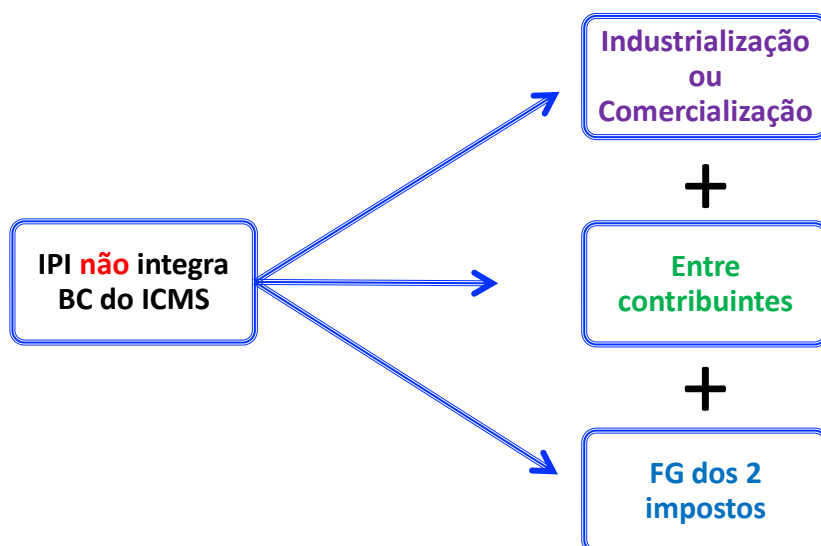 Industrialização
ou
Comercialização
+
IPI não integra
BC do ICMS
Entre
contribuintes
+
FG dos 2
impostos